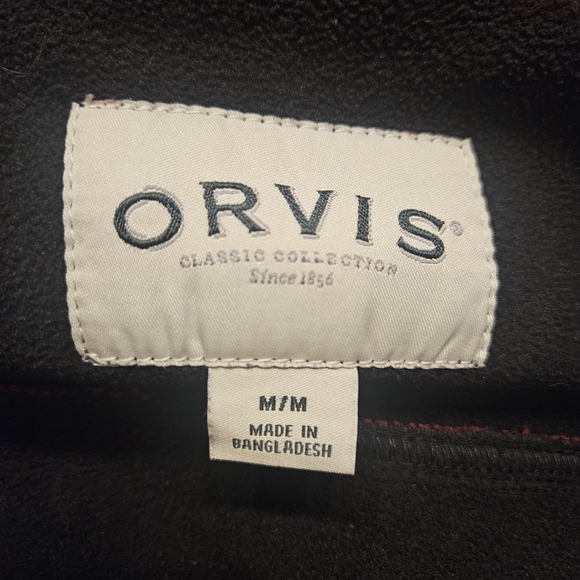 ORVIS®
CLASSIC COLLECTION
Since 1856
M/M
MADE IN
BANGLADESH